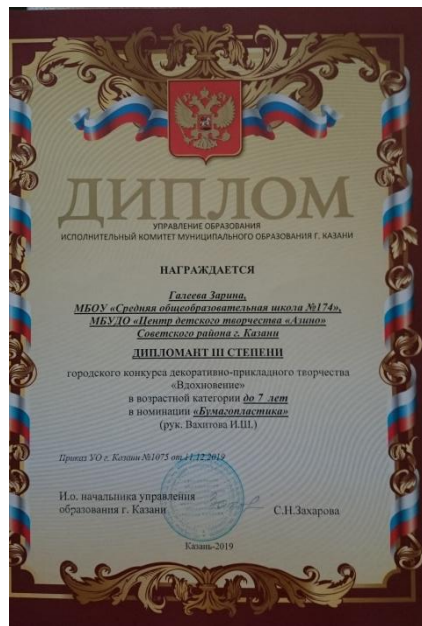 ДИПЛОМ
УПРАВЛЕНИЕ ОБРАЗОВАНИЯ
ИСПОЛНИТЕЛЬНЫЙ КОМИТЕТ МУНИЦИПАЛЬНОГО ОБРАЗОВАНИЯ Г. КАЗАНИ
НАГРАЖДАЕТСЯ
Галеева Зарина,
МБОУ «Средняя общеобразовательная школа №174»,
МБУДО «Центр детского творчества «Азино»
Советского района г. Казани
ДИПЛОМАНТ III СТЕПЕНИ
городского конкурса декоративно-прикладного творчества
«Вдохновение»
в возрастной категории до 7 лет
в номинации «Бумагопластика»
(рук. Вахитова И.Ш.)
Приказ УО г. Казани №1075 от 11.12.2019
И.о. начальника управления
образования г. Казани С.Н.Захарова
Казань-2019